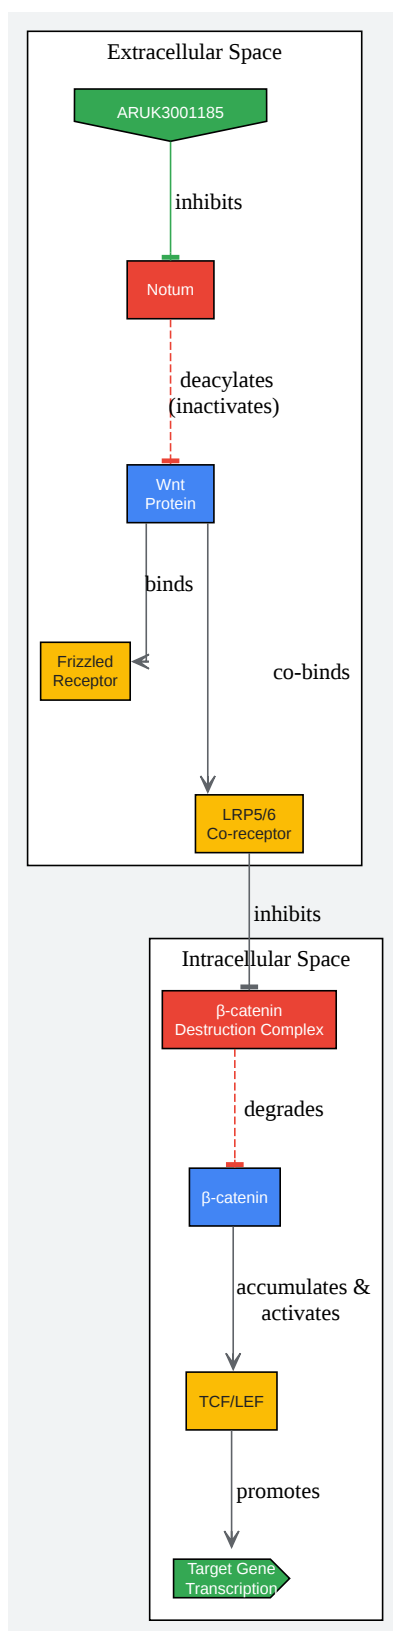 Extracellular Space
ARUK3001185
inhibits
Notum
deacylates
(inactivates)
Wnt
Protein
binds
Frizzled
Receptor
co-binds
LRP5/6
Co-receptor
inhibits
Intracellular Space
β-catenin
Destruction Complex
degrades
β-catenin
accumulates &
activates
TCF/LEF
promotes
Target Gene
Transcription